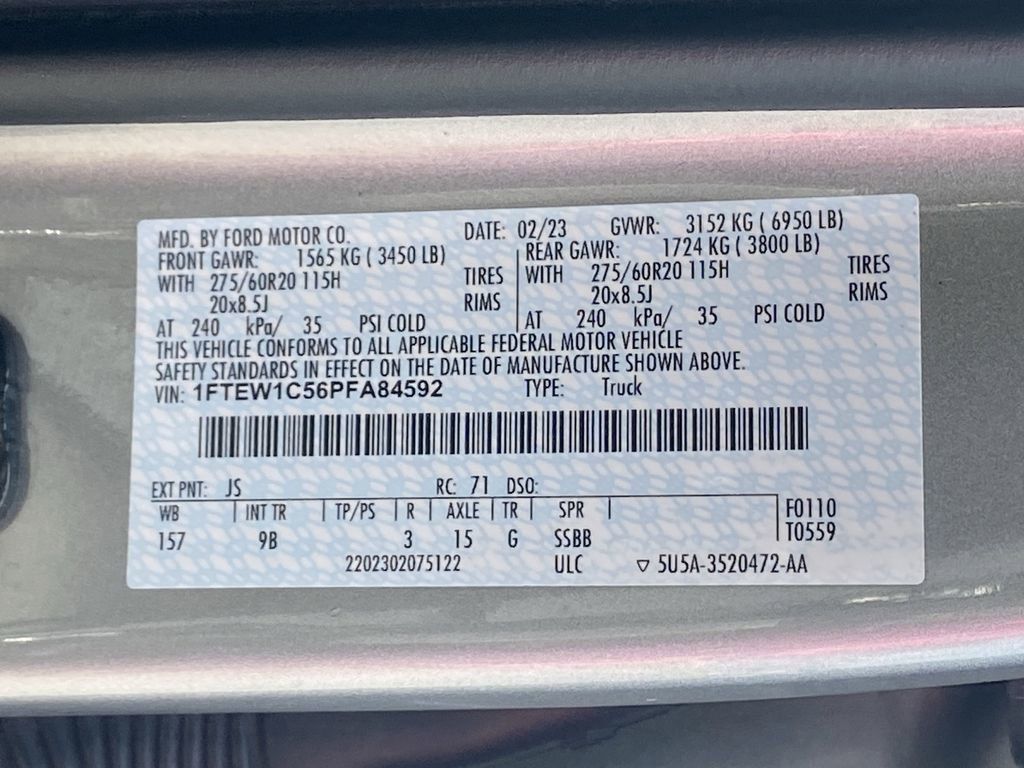 MFD. BY FORD MOTOR CO. DATE: 02/23 GVWR: 3152 KG ( 6950 LB)
FRONT GAWR: 1565 KG ( 3450 LB) REAR GAWR: 1724 KG ( 3800 LB)
WITH 275/60R20 115H TIRES WITH 275/60R20 115H TIRES
20x8.5J RIMS 20x8.5J RIMS
AT 240 kPa/ 35 PSI COLD AT 240 kPa/ 35 PSI COLD
THIS VEHICLE CONFORMS TO ALL APPLICABLE FEDERAL MOTOR VEHICLE
SAFETY STANDARDS IN EFFECT ON THE DATE OF MANUFACTURE SHOWN ABOVE.
VIN: 1FTEW1C56PFA84592 TYPE: Truck
EXT PNT: JS RC: 71 DSO:
WB INT TR TP/PS R AXLE TR SPR F0110
157 9B 3 15 G SSBB T0559
2202302075122 ULC ▽ 5U5A-3520472-AA